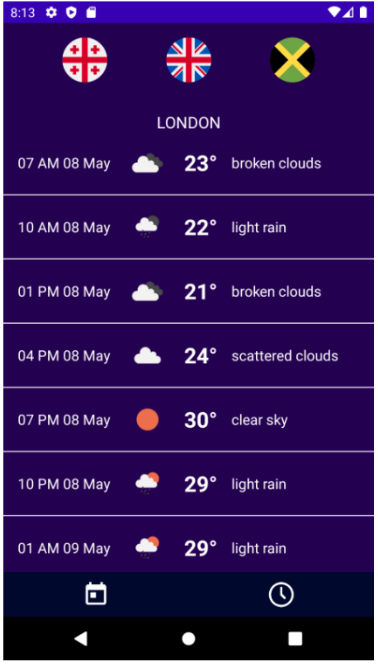 8:13
LONDON
07 AM 08 May 23° broken clouds
10 AM 08 May 22° light rain
01 PM 08 May 21° broken clouds
04 PM 08 May 24° scattered clouds
07 PM 08 May 30° clear sky
10 PM 08 May 29° light rain
01 AM 09 May 29° light rain